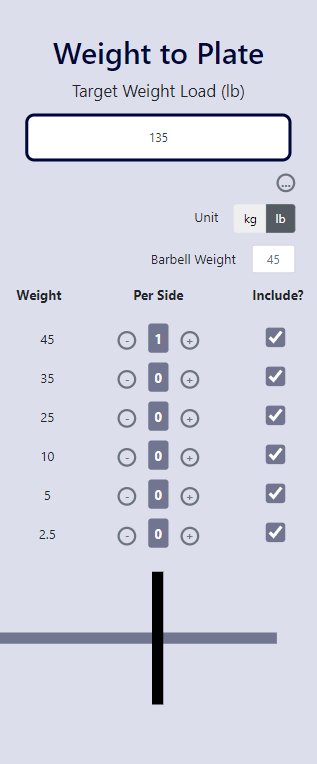 Weight to Plate
Target Weight Load (lb)
135
...
Unit kg lb
Barbell Weight 45
Weight Per Side Include?
45 - 1 +
35 - 0 +
25 - 0 +
10 - 0 +
5 - 0 +
2.5 - 0 +